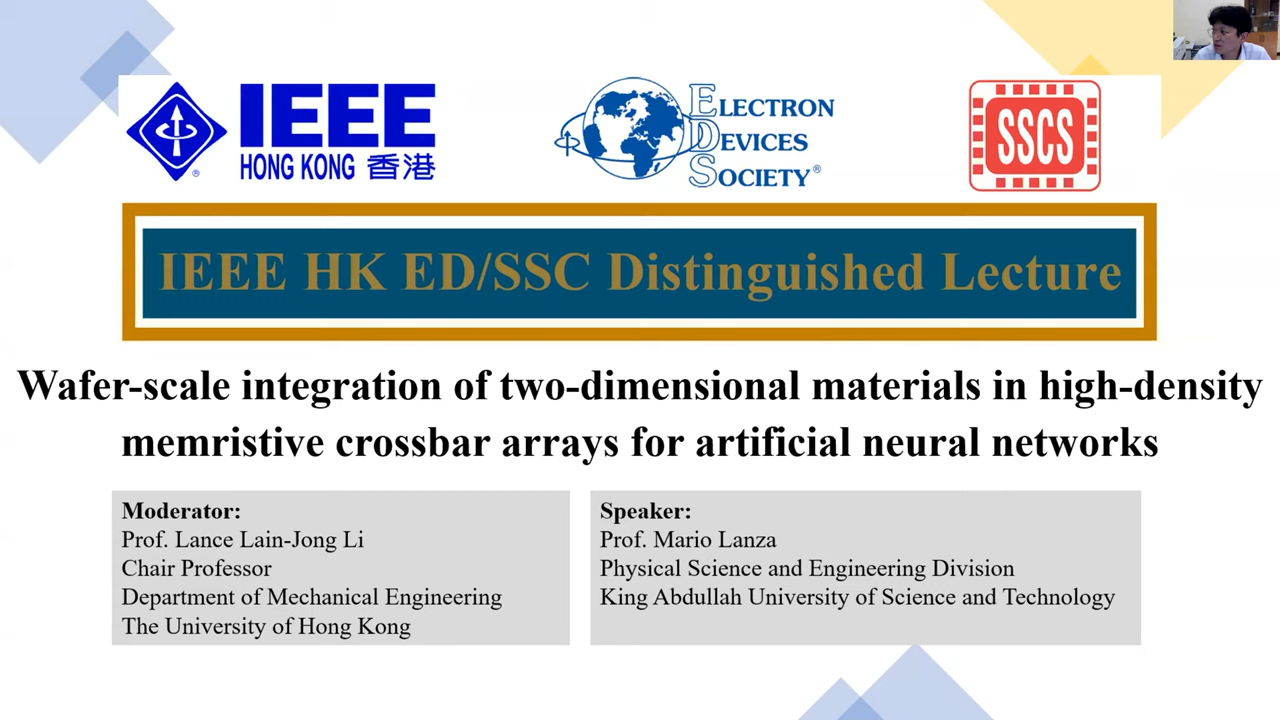 IEEE
HONG KONG 香港
®
ELECTRON
DEVICES
SOCIETY®
SSCS
IEEE HK ED/SSC Distinguished Lecture
Wafer-scale integration of two-dimensional materials in high-density
memristive crossbar arrays for artificial neural networks
Moderator:
Prof. Lance Lain-Jong Li
Chair Professor
Department of Mechanical Engineering
The University of Hong Kong
Speaker:
Prof. Mario Lanza
Physical Science and Engineering Division
King Abdullah University of Science and Technology